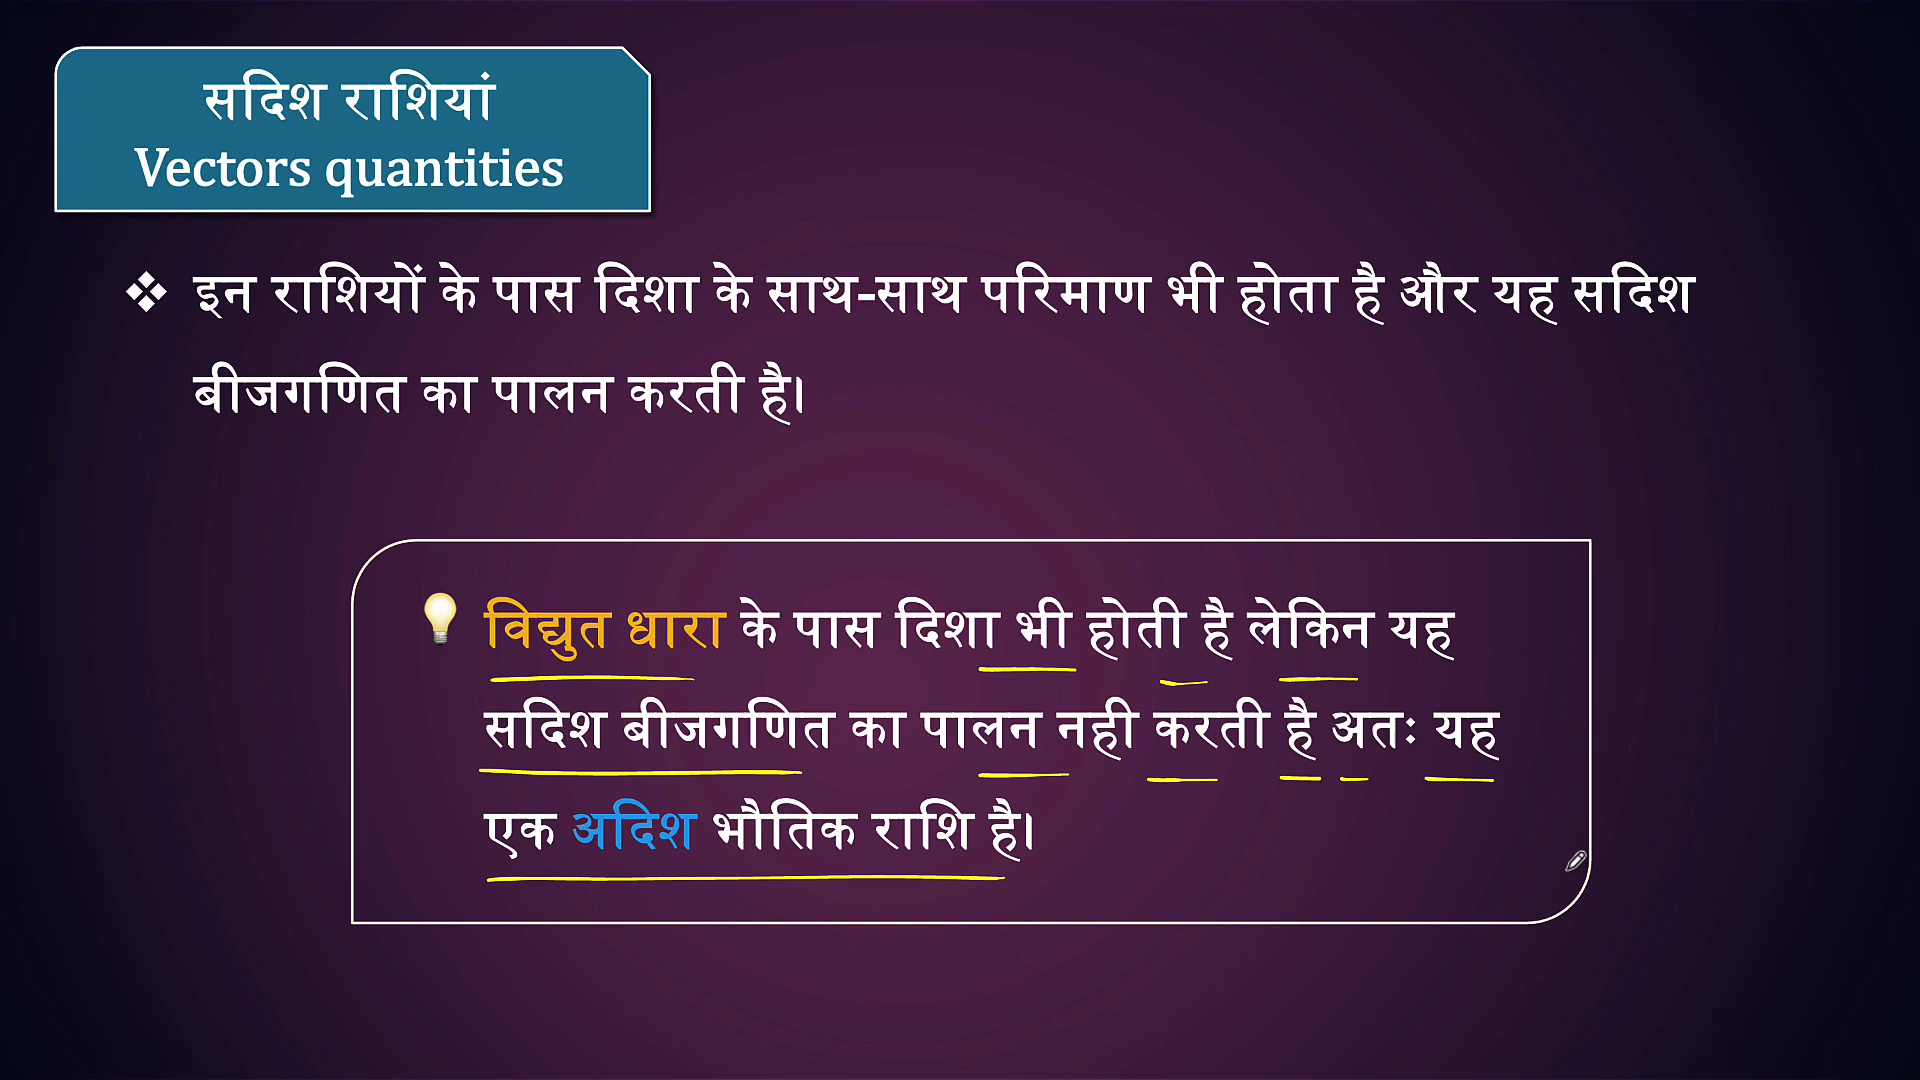 सदिश राशियां
Vectors quantities
❖ इन राशियों के पास दिशा के साथ-साथ परिमाण भी होता है और यह सदिश
बीजगणित का पालन करती है।
विद्युत धारा के पास दिशा भी होती है लेकिन यह
सदिश बीजगणित का पालन नही करती है अतः यह
एक अदिश भौतिक राशि है।